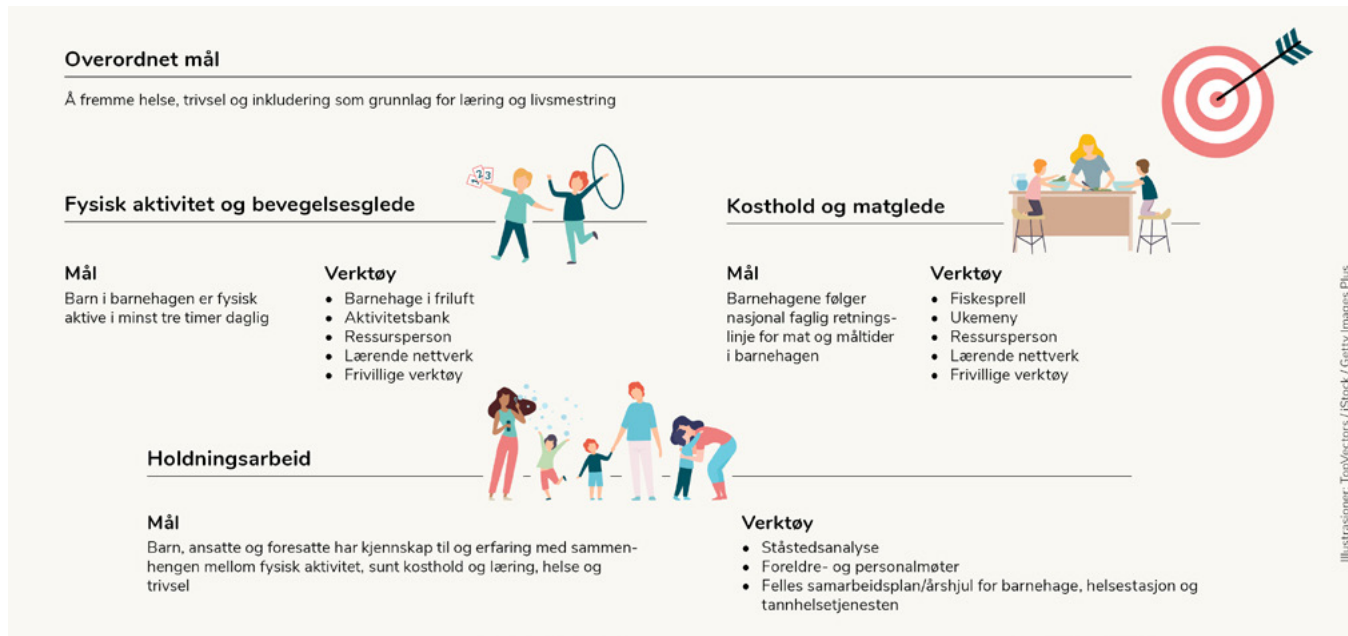 Overordnet mål
Å fremme helse, trivsel og inkludering som grunnlag for læring og livsmestring
1 2 3
Fysisk aktivitet og bevegelsesglede
Mål
Barn i barnehagen er fysisk
aktive i minst tre timer daglig
Verktøy
• Barnehage i friluft
• Aktivitetsbank
• Ressursperson
• Lærende nettverk
• Frivillige verktøy
Kosthold og matglede
Mål
Barnehagene følger
nasjonal faglig retnings-
linje for mat og måltider
i barnehagen
Verktøy
• Fiskesprell
• Ukemeny
• Ressursperson
• Lærende nettverk
• Frivillige verktøy
Holdningsarbeid
Mål
Barn, ansatte og foresatte har kjennskap til og erfaring med sammen-
hengen mellom fysisk aktivitet, sunt kosthold og læring, helse og
trivsel
Verktøy
• Ståstedsanalyse
• Foreldre- og personalmøter
• Felles samarbeidsplan/årshjul for barnehage, helsestasjon og
tannhelsetjenesten
Illustrasjoner: TopVectors / iStock / Getty Images Plus